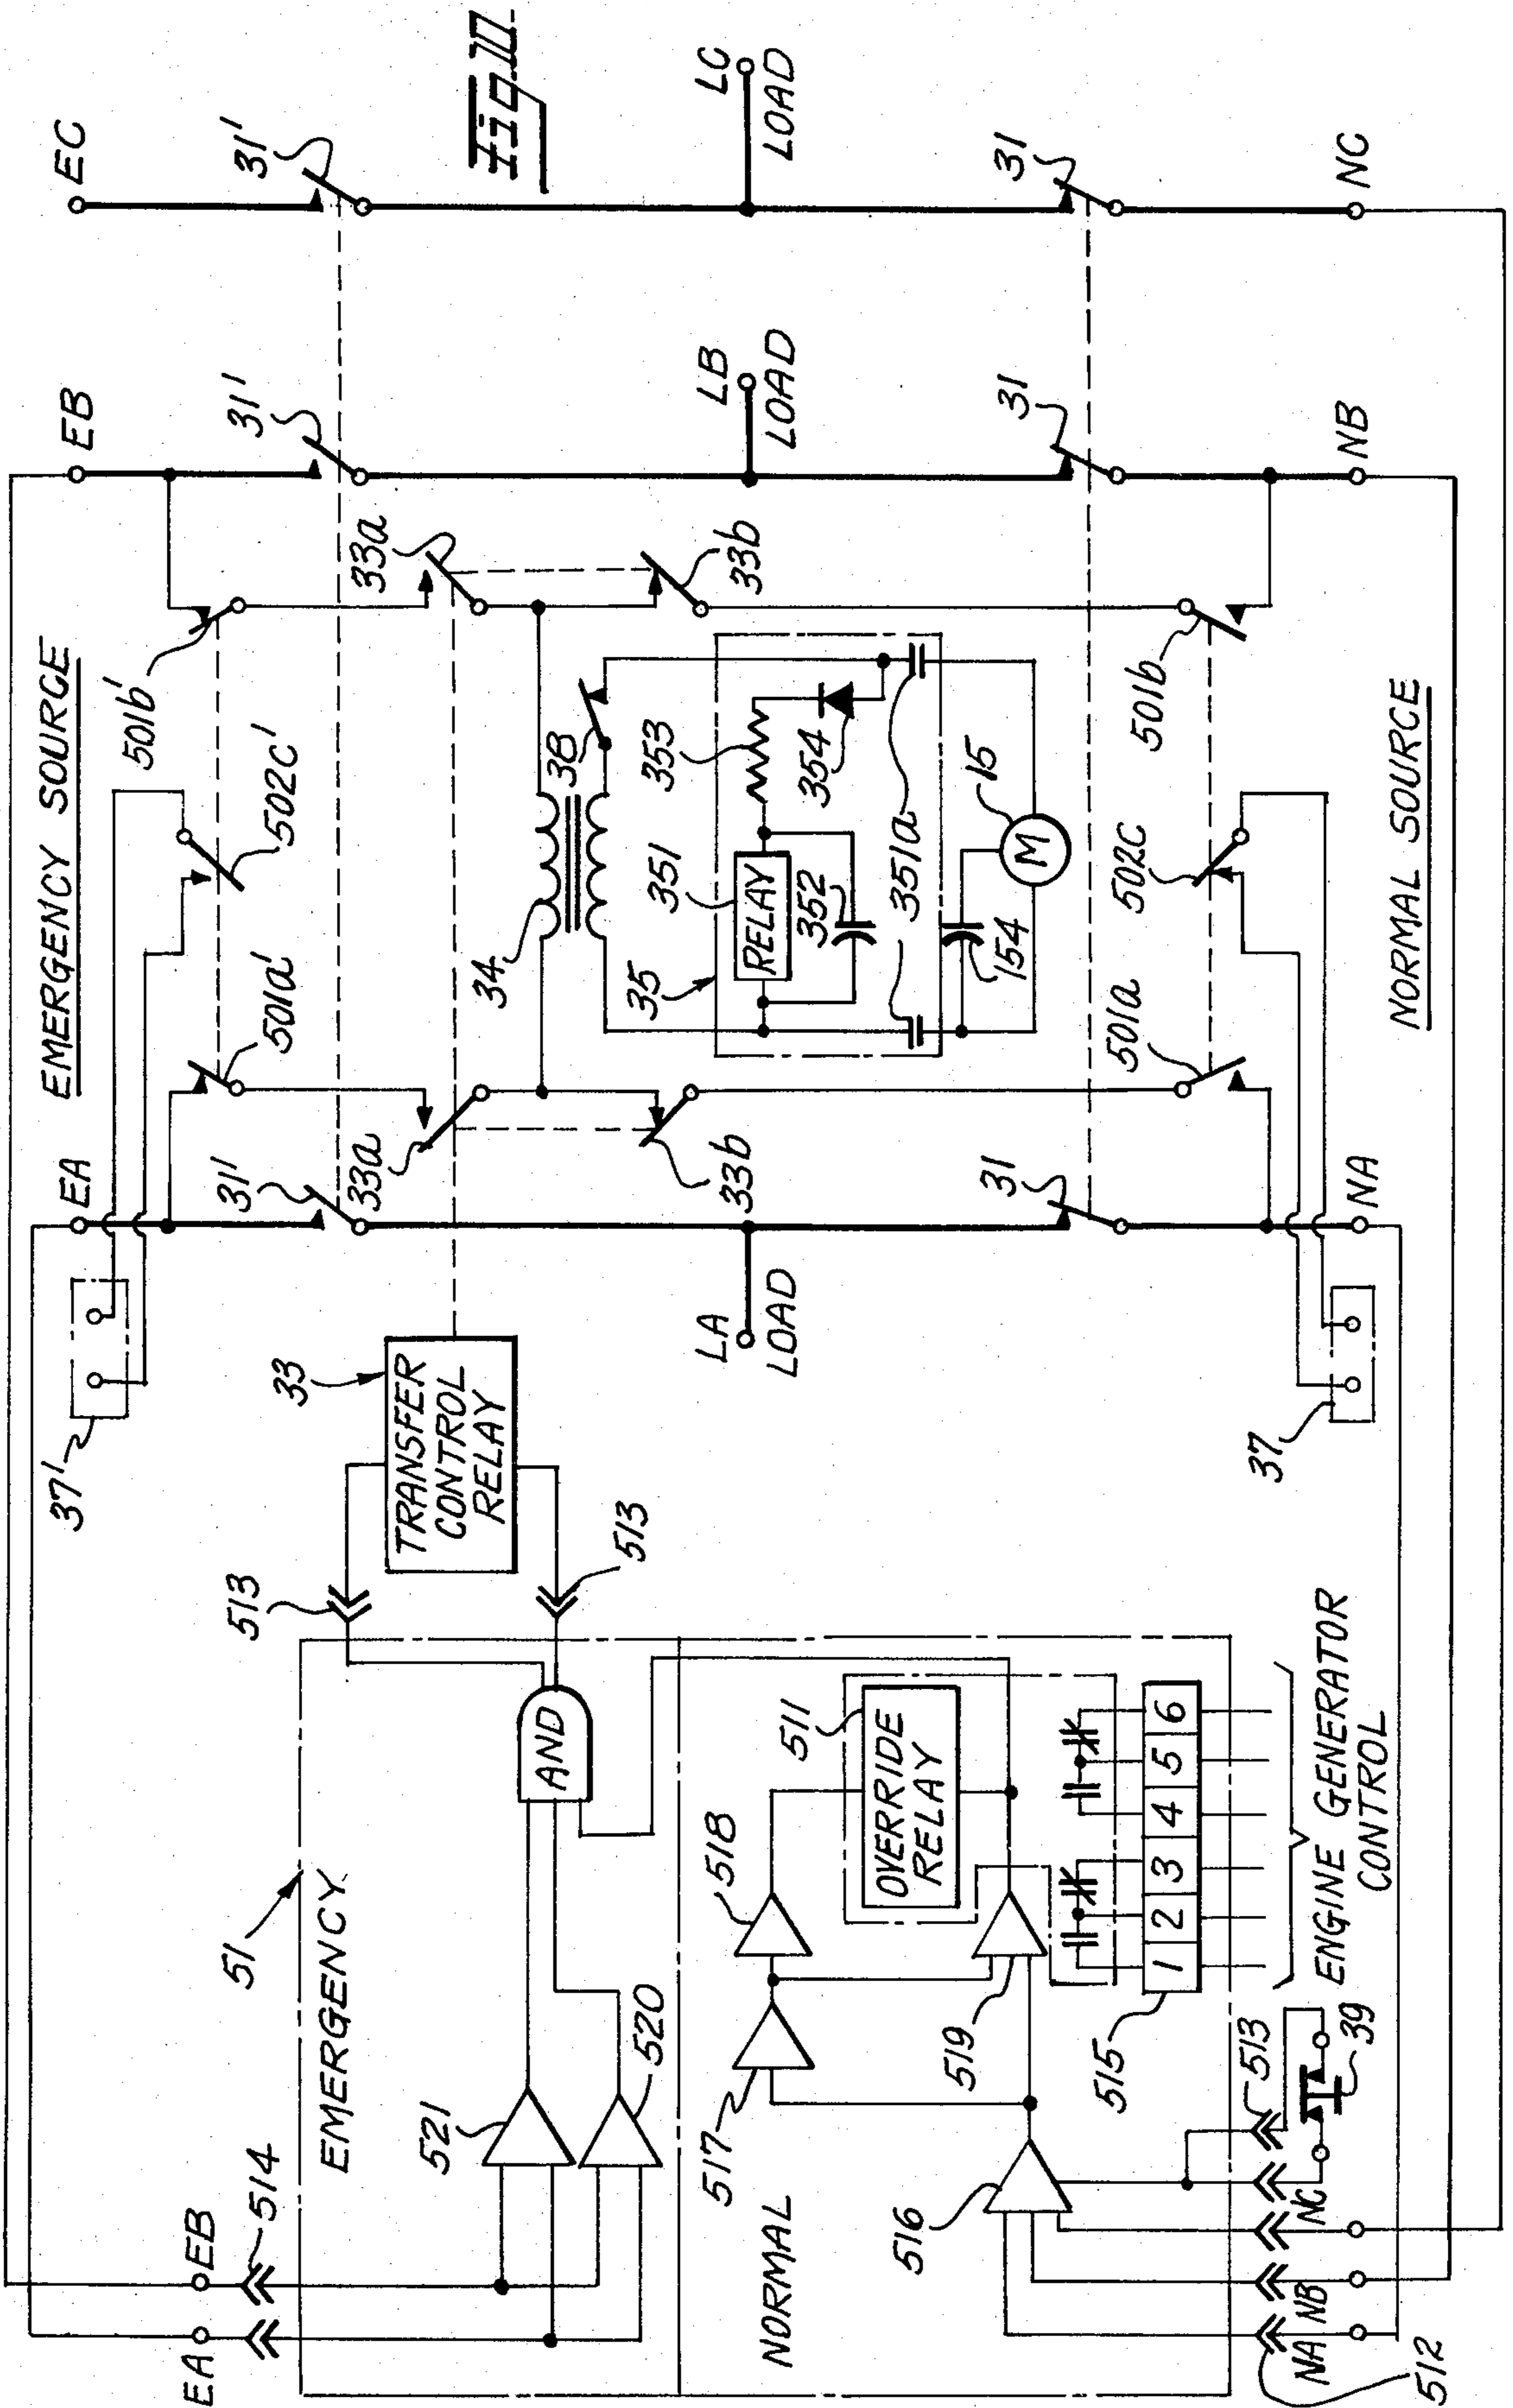 EC
31'
Fig. III
LC
LOAD
31
NC
EB
31'
LB
LOAD
31
NB
EMERGENCY SOURCE
501b'
33a
33b
502c'
38
353
354
15
501b
34
351
RELAY
352
351a
M
502c
35
154
501a'
501a
NORMAL SOURCE
EA
31'
33a
33b
31
NA
37'
33
TRANSFER
CONTROL
RELAY
LA
LOAD
37
513
513
51
EMERGENCY
AND
511
OVERRIDE
RELAY
518
1 2 3 4 5 6
ENGINE GENERATOR
CONTROL
521
520
519
515
517
516
513
39
514
EB
EA
NORMAL
NC
NB
NA
512